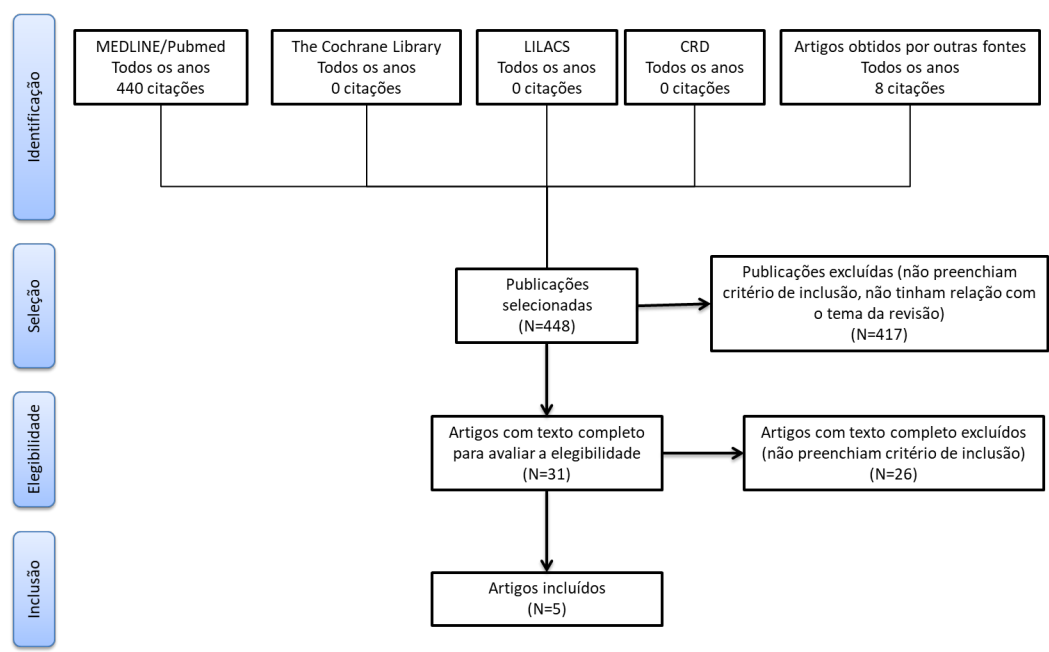 Identificação
MEDLINE/Pubmed
Todos os anos
440 citações
The Cochrane Library
Todos os anos
0 citações
LILACS
Todos os anos
0 citações
CRD
Todos os anos
0 citações
Artigos obtidos por outras fontes
Todos os anos
8 citações
Seleção
Publicações
selecionadas
(N=448)
Publicações excluídas (não preenchiam
critério de inclusão, não tinham relação com
o tema da revisão)
(N=417)
Elegibilidade
Artigos com texto completo
para avaliar a elegibilidade
(N=31)
Artigos com texto completo excluídos
(não preenchiam critério de inclusão)
(N=26)
Inclusão
Artigos incluídos
(N=5)